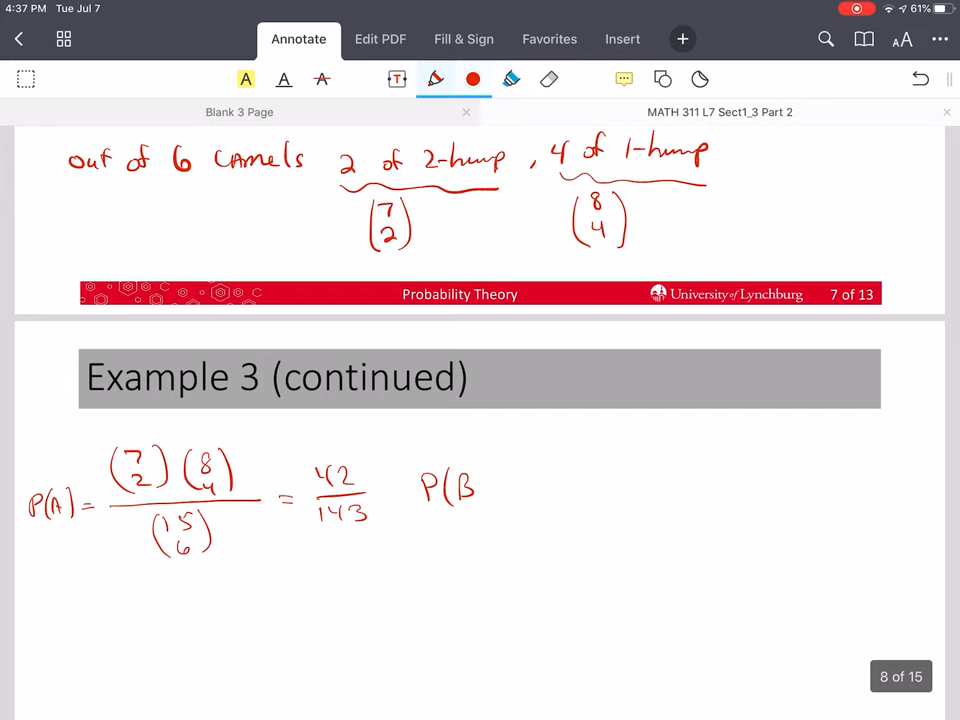 4:37 PM Tue Jul 7 61%
Annotate Edit PDF Fill & Sign Favorites Insert AA
A A A T
Blank 3 Page MATH 311 L7 Sect1_3 Part 2
out of 6 camels 2 of 2-hump, 4 of 1-hump
(7 2) (8 4)
Probability Theory University of Lynchburg 7 of 13
Example 3 (continued)
P(A) = (7 2)(8 4) / (15 6) = 42/143 P(B
8 of 15